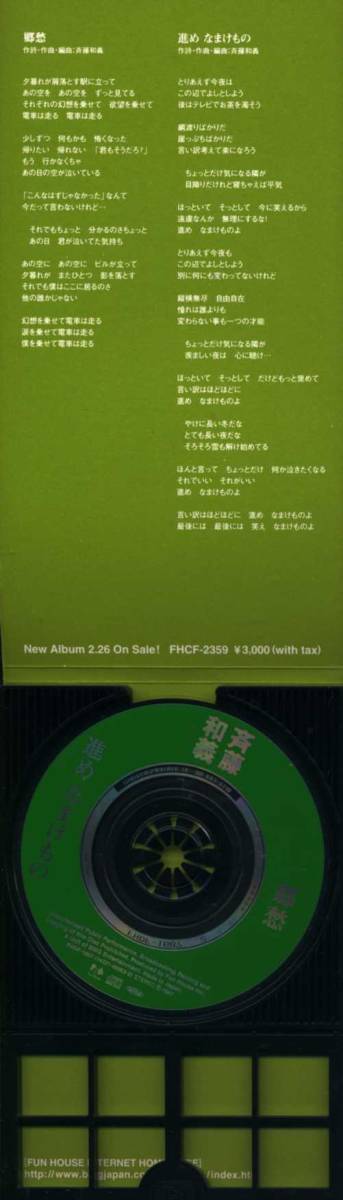 郷愁
作詩・作曲・編曲:斉藤和義
夕暮れが肩落とす駅に立って
あの空を　あの空を　ずっと見てる
それぞれの幻想を乗せて　欲望を乗せて
電車は走る　電車は走る
少しずつ　何もかも　怖くなった
帰りたい　帰れない　「君もそうだろ?」
もう　行かなくちゃ
あの日の空が泣いている
「こんなはずじゃなかった」なんて
今だって言わないけれど…
それでもちょっと　分かるのさちょっと
あの日　君が泣いてた気持ち
あの空に　あの空に　ビルが立って
夕暮れが　またひとつ　影を落とす
それでも僕はここに居るのさ
他の誰かじゃない
幻想を乗せて電車は走る
涙を乗せて電車は走る
僕を乗せて電車は走る
進め なまけもの
作詩・作曲・編曲:斉藤和義
とりあえず今夜は
この辺でよしとしよう
後はテレビでお茶を濁そう
綱渡りばかりだ
崖っぷちばかりだ
言い訳考えて楽になろう
ちょっとだけ気になる隣が
目障りだけれど寝ちゃえば平気
ほっといて　そっとして　今に笑えるから
遠慮なんか　無理にするな!
進め　なまけものよ
とりあえず今夜も
この辺でよしとしよう
別に何にも変わってないけれど
縦横無尽　自由自在
憧れは誰よりも
変わらない事も一つの才能
ちょっとだけ気になる隣が
疾ましい夜は　心に聴け…
ほっといて　そっとして　だけどもっと褒めて
言い訳はほどほどに
進め　なまけものよ
やけに長い冬だな
とても長い夜だな
そろそろ雪も解け始めてる
ほんと言って　ちょっとだけ　何か泣きたくなる
それでいい　それがいい
進め　なまけものよ
言い訳はほどほどに　進め　なまけものよ
最後には　最後には　笑え　なまけものよ
New Album 2.26 On Sale!　FHCF-2359 ¥3,000(with tax)
斉藤和義
郷愁
進め なまけもの
[FUN HOUSE INTERNET HOME
http://www.b gjapan.co /index.ht